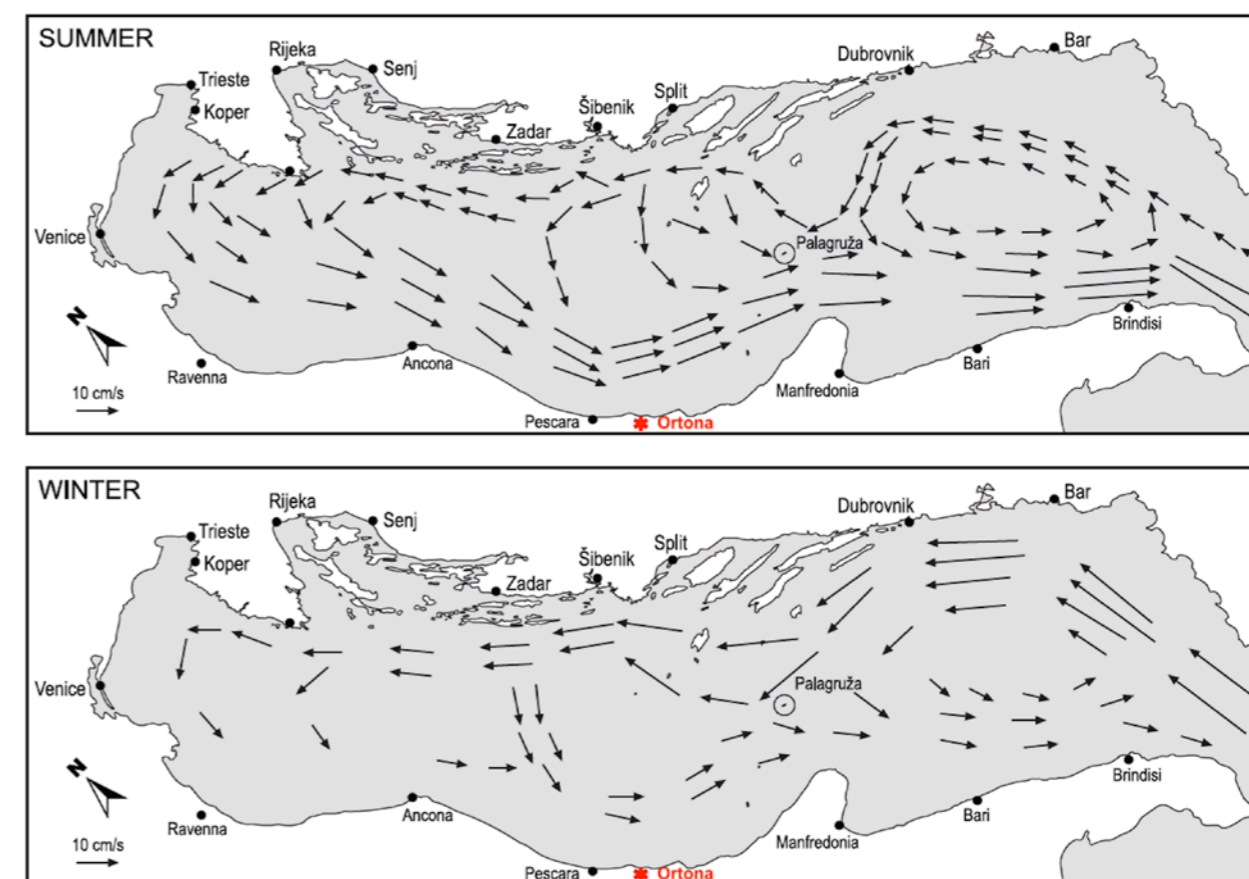 SUMMER
Rijeka
Senj
Trieste
Koper
Zadar
Šibenik
Split
Dubrovnik
Bar
Venice
Palagruža
N
10 cm/s
Ravenna
Ancona
Pescara
* Ortona
Manfredonia
Bari
Brindisi
WINTER
Rijeka
Senj
Trieste
Koper
Zadar
Šibenik
Split
Dubrovnik
Bar
Venice
Palagruža
N
10 cm/s
Ravenna
Ancona
Pescara
* Ortona
Manfredonia
Bari
Brindisi